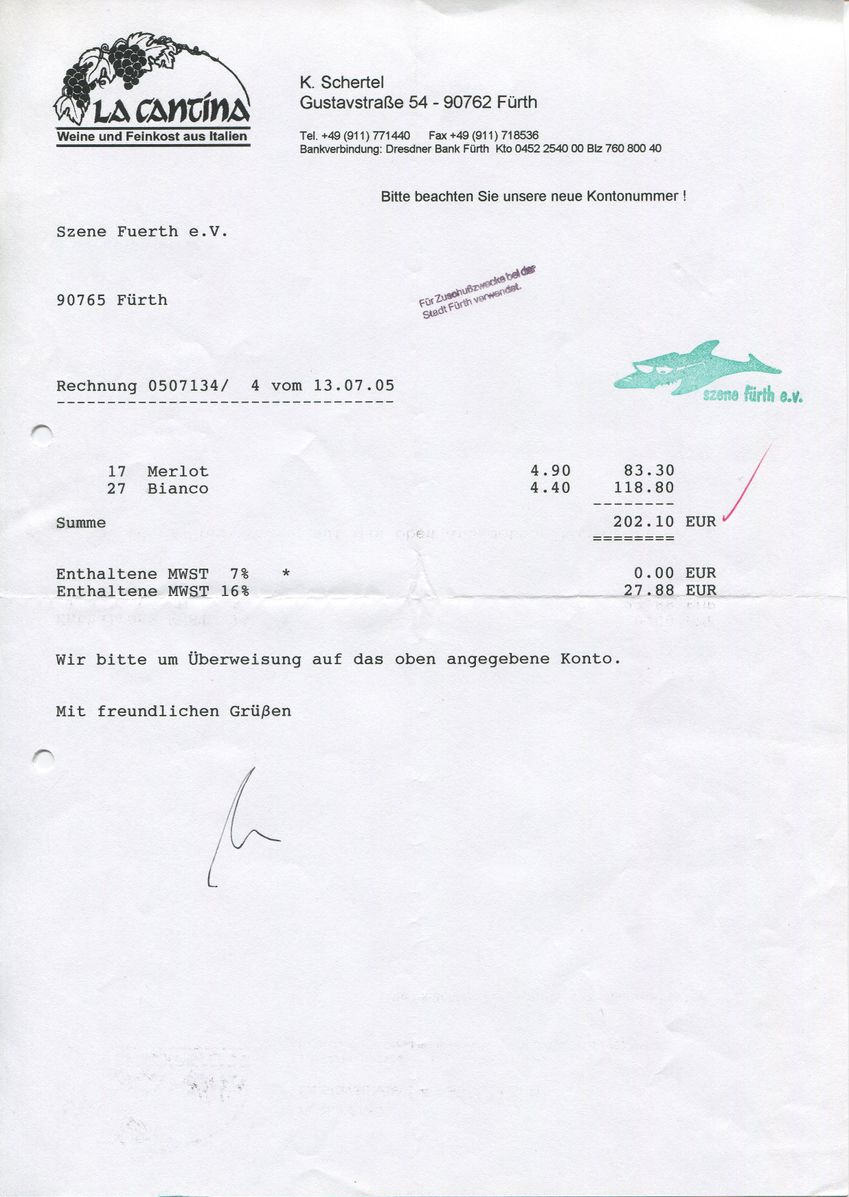 LA CANTINA
Weine und Feinkost aus Italien
K. Schertel
Gustavstraße 54 - 90762 Fürth
Tel. +49 (911) 771440 Fax +49 (911) 718536
Bankverbindung: Dresdner Bank Fürth Kto 0452 2540 00 Blz 760 800 40
Bitte beachten Sie unsere neue Kontonummer !
Szene Fuerth e.V.
90765 Fürth
Für Zuschußzwecke bei der
Stadt Fürth verwendet.
szene fürth e.v.
Rechnung 0507134/ 4 vom 13.07.05
17 Merlot 4.90 83.30
27 Bianco 4.40 118.80
Summe 202.10 EUR
Enthaltene MWST 7% * 0.00 EUR
Enthaltene MWST 16% 27.88 EUR
Wir bitte um Überweisung auf das oben angegebene Konto.
Mit freundlichen Grüßen